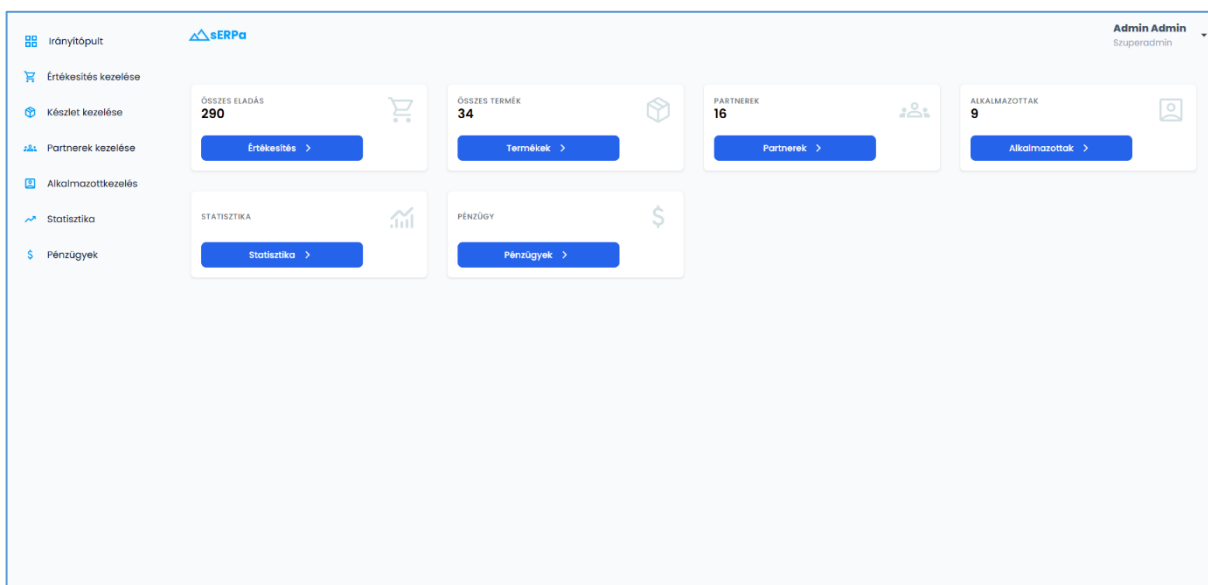 Irányítópult
Értékesítés kezelése
Készlet kezelése
Partnerek kezelése
Alkalmazottkezelés
Statisztika
Pénzügyek
sERPa
Admin Admin
Szuperadmin
ÖSSZES ELADÁS
290
Értékesítés
ÖSSZES TERMÉK
34
Termékek
PARTNEREK
16
Partnerek
ALKALMAZOTTAK
9
Alkalmazottak
STATISZTIKA
Statisztika
PÉNZÜGY
Pénzügyek